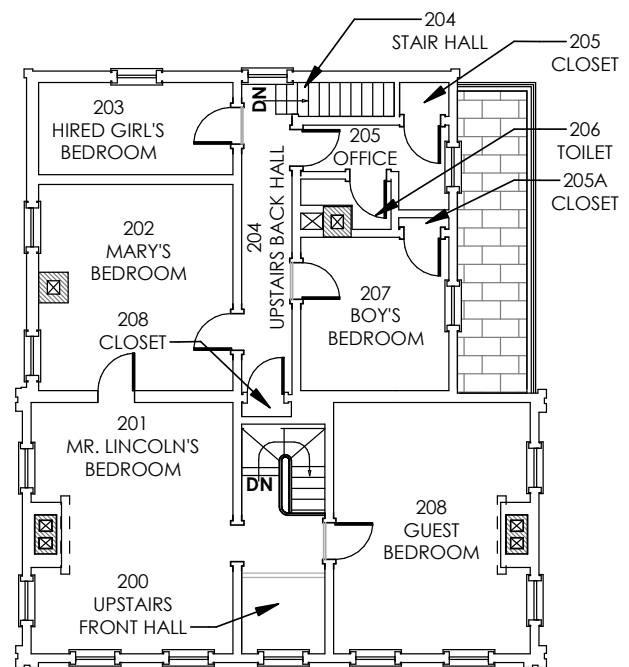 204
STAIR HALL
205
CLOSET
203
HIRED GIRL'S
BEDROOM
DN
205
OFFICE
206
TOILET
205A
CLOSET
202
MARY'S
BEDROOM
204
UPSTAIRS BACK HALL
207
BOY'S
BEDROOM
208
CLOSET
201
MR. LINCOLN'S
BEDROOM
DN
208
GUEST
BEDROOM
200
UPSTAIRS
FRONT HALL